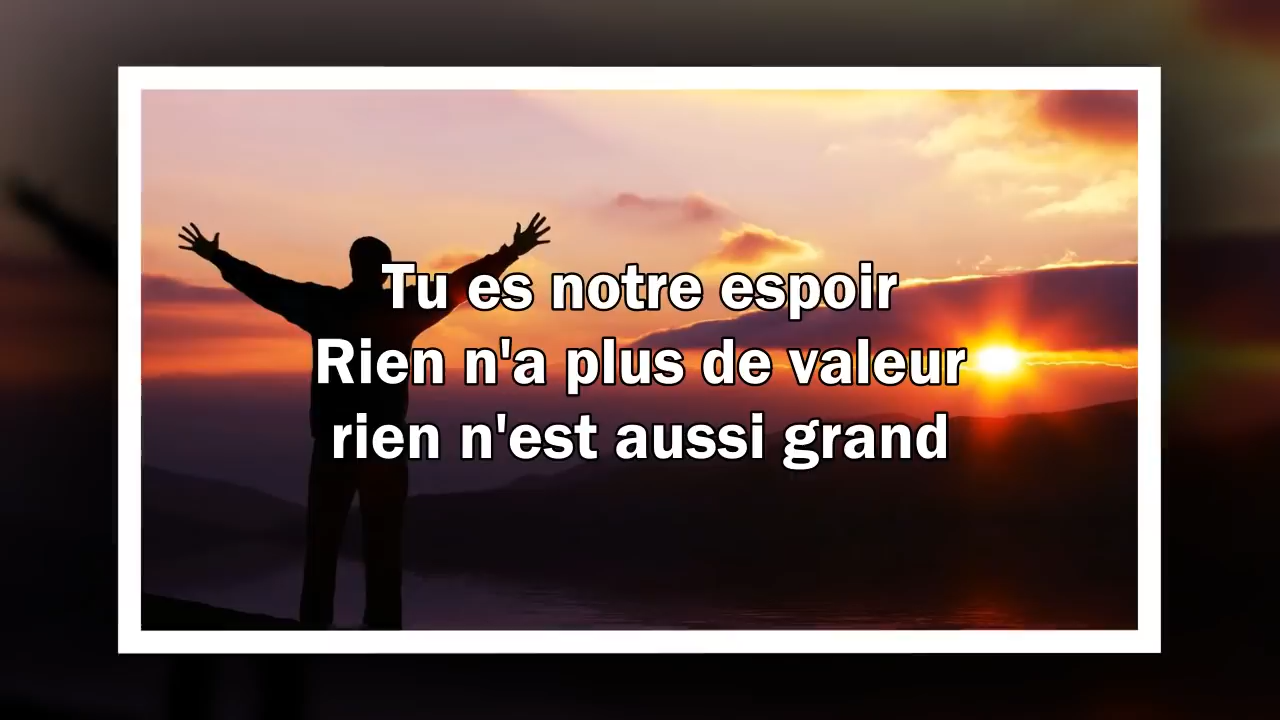 Tu es notre espoir
Rien n'a plus de valeur
rien n'est aussi grand